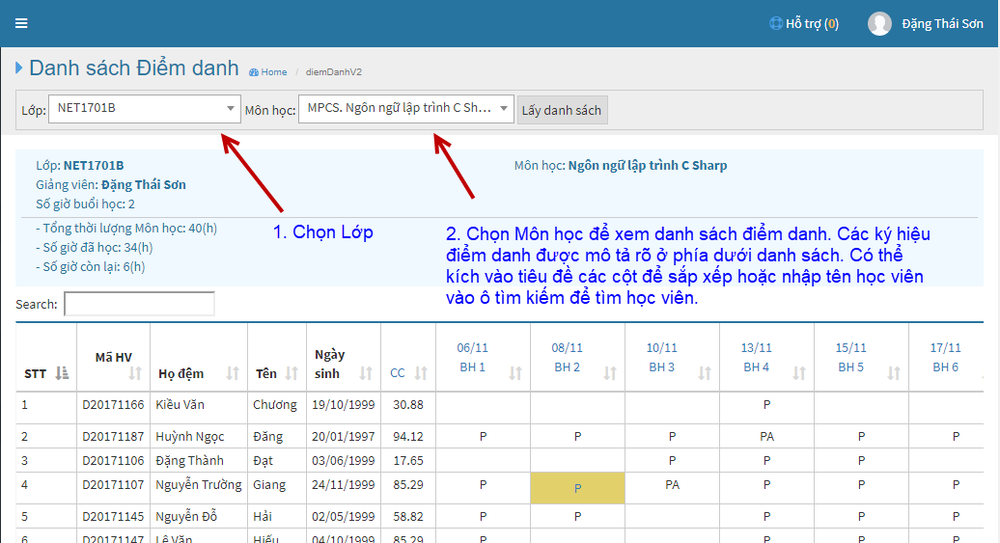 Hỗ trợ (0) Đặng Thái Sơn
Danh sách Điểm danh Home / diemDanhV2
Lớp: NET1701B Môn học: MPCS. Ngôn ngữ lập trình C Sh... Lấy danh sách
Lớp: NET1701B Môn học: Ngôn ngữ lập trình C Sharp
Giảng viên: Đặng Thái Sơn
Số giờ buổi học: 2
- Tổng thời lượng Môn học: 40(h)
- Số giờ đã học: 34(h)
- Số giờ còn lại: 6(h)
1. Chọn Lớp
2. Chọn Môn học để xem danh sách điểm danh. Các ký hiệu
điểm danh được mô tả rõ ở phía dưới danh sách. Có thể
kích vào tiêu đề các cột để sắp xếp hoặc nhập tên học viên
vào ô tìm kiếm để tìm học viên.
Search:
STT Mã HV Họ đệm Tên Ngày sinh CC 06/11 BH 1 08/11 BH 2 10/11 BH 3 13/11 BH 4 15/11 BH 5 17/11 BH 6
1 D20171166 Kiều Văn Chương 19/10/1999 30.88 P
2 D20171187 Huỳnh Ngọc Đăng 20/01/1997 94.12 P P P PA P P
3 D20171106 Đặng Thành Đạt 03/06/1999 17.65 P P P
4 D20171107 Nguyễn Trường Giang 24/11/1999 85.29 P P PA P P P
5 D20171145 Nguyễn Đỗ Hải 02/05/1999 58.82 P P P P P
6 D20171147 Lê Văn Hiếu 04/10/1999 85.29 P P P P